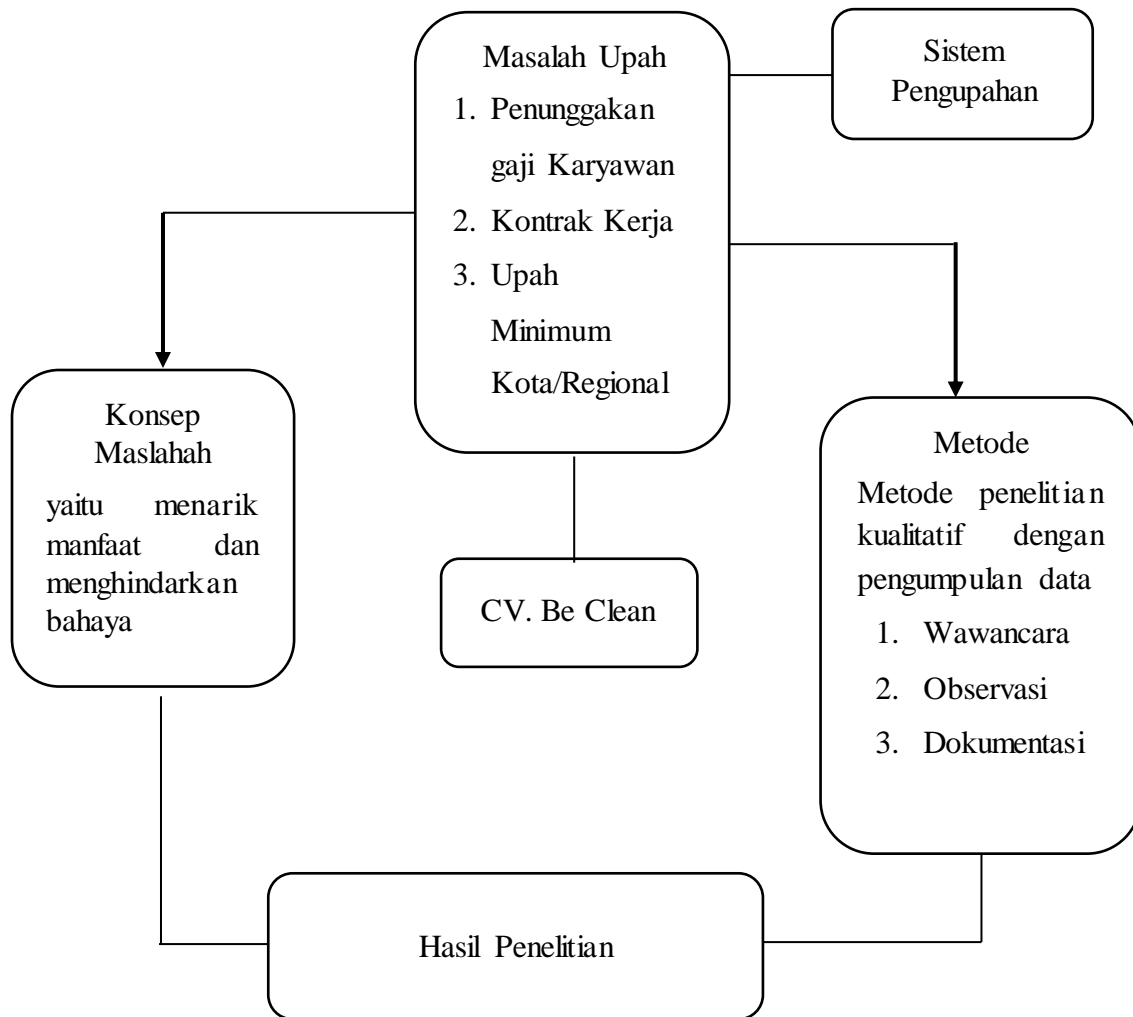 Masalah Upah
1. Penunggakan
gaji Karyawan
2. Kontrak Kerja
3. Upah
Minimum
Kota/Regional
Sistem
Pengupahan
Konsep
Maslahah
yaitu menarik
manfaat dan
menghindarkan
bahaya
CV. Be Clean
Metode
Metode penelitian
kualitatif dengan
pengumpulan data
1. Wawancara
2. Observasi
3. Dokumentasi
Hasil Penelitian